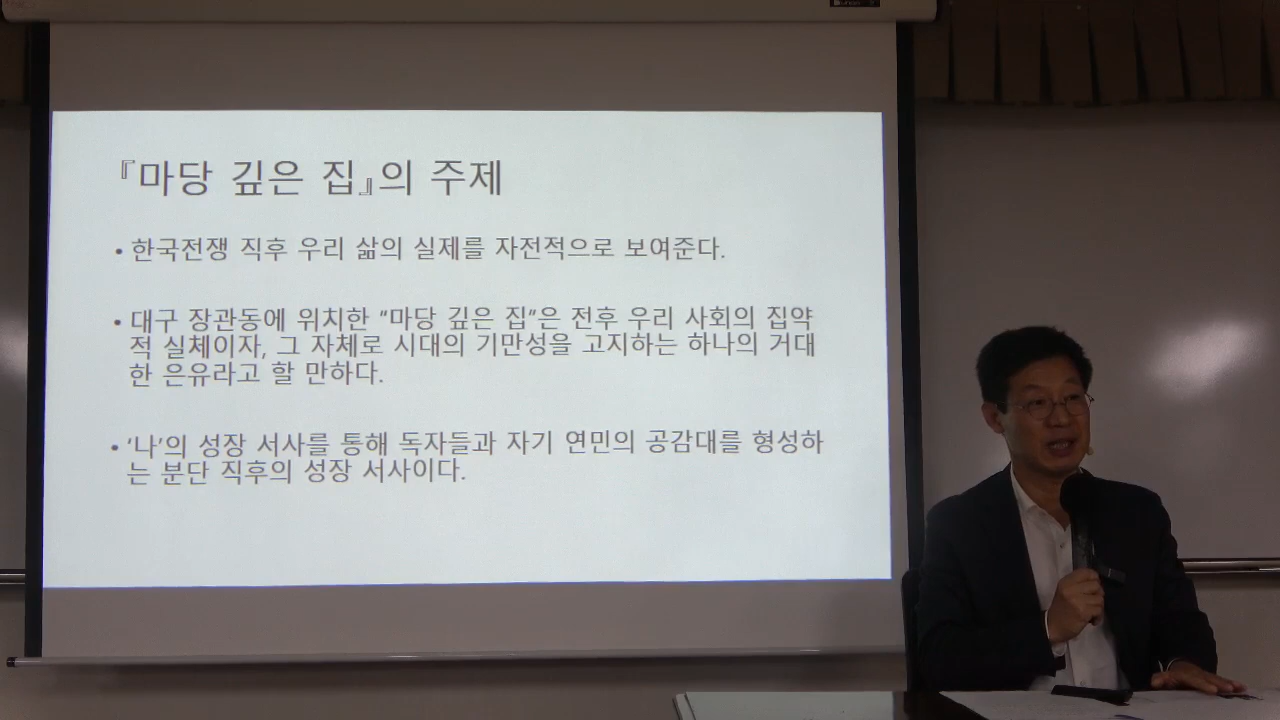 『마당 깊은 집』의 주제
• 한국전쟁 직후 우리 삶의 실제를 자전적으로 보여준다.
• 대구 장관동에 위치한 “마당 깊은 집”은 전후 우리 사회의 집약
적 실체이자, 그 자체로 시대의 기만성을 고지하는 하나의 거대
한 은유라고 할 만하다.
• ‘나’의 성장 서사를 통해 독자들과 자기 연민의 공감대를 형성하
는 분단 직후의 성장 서사이다.